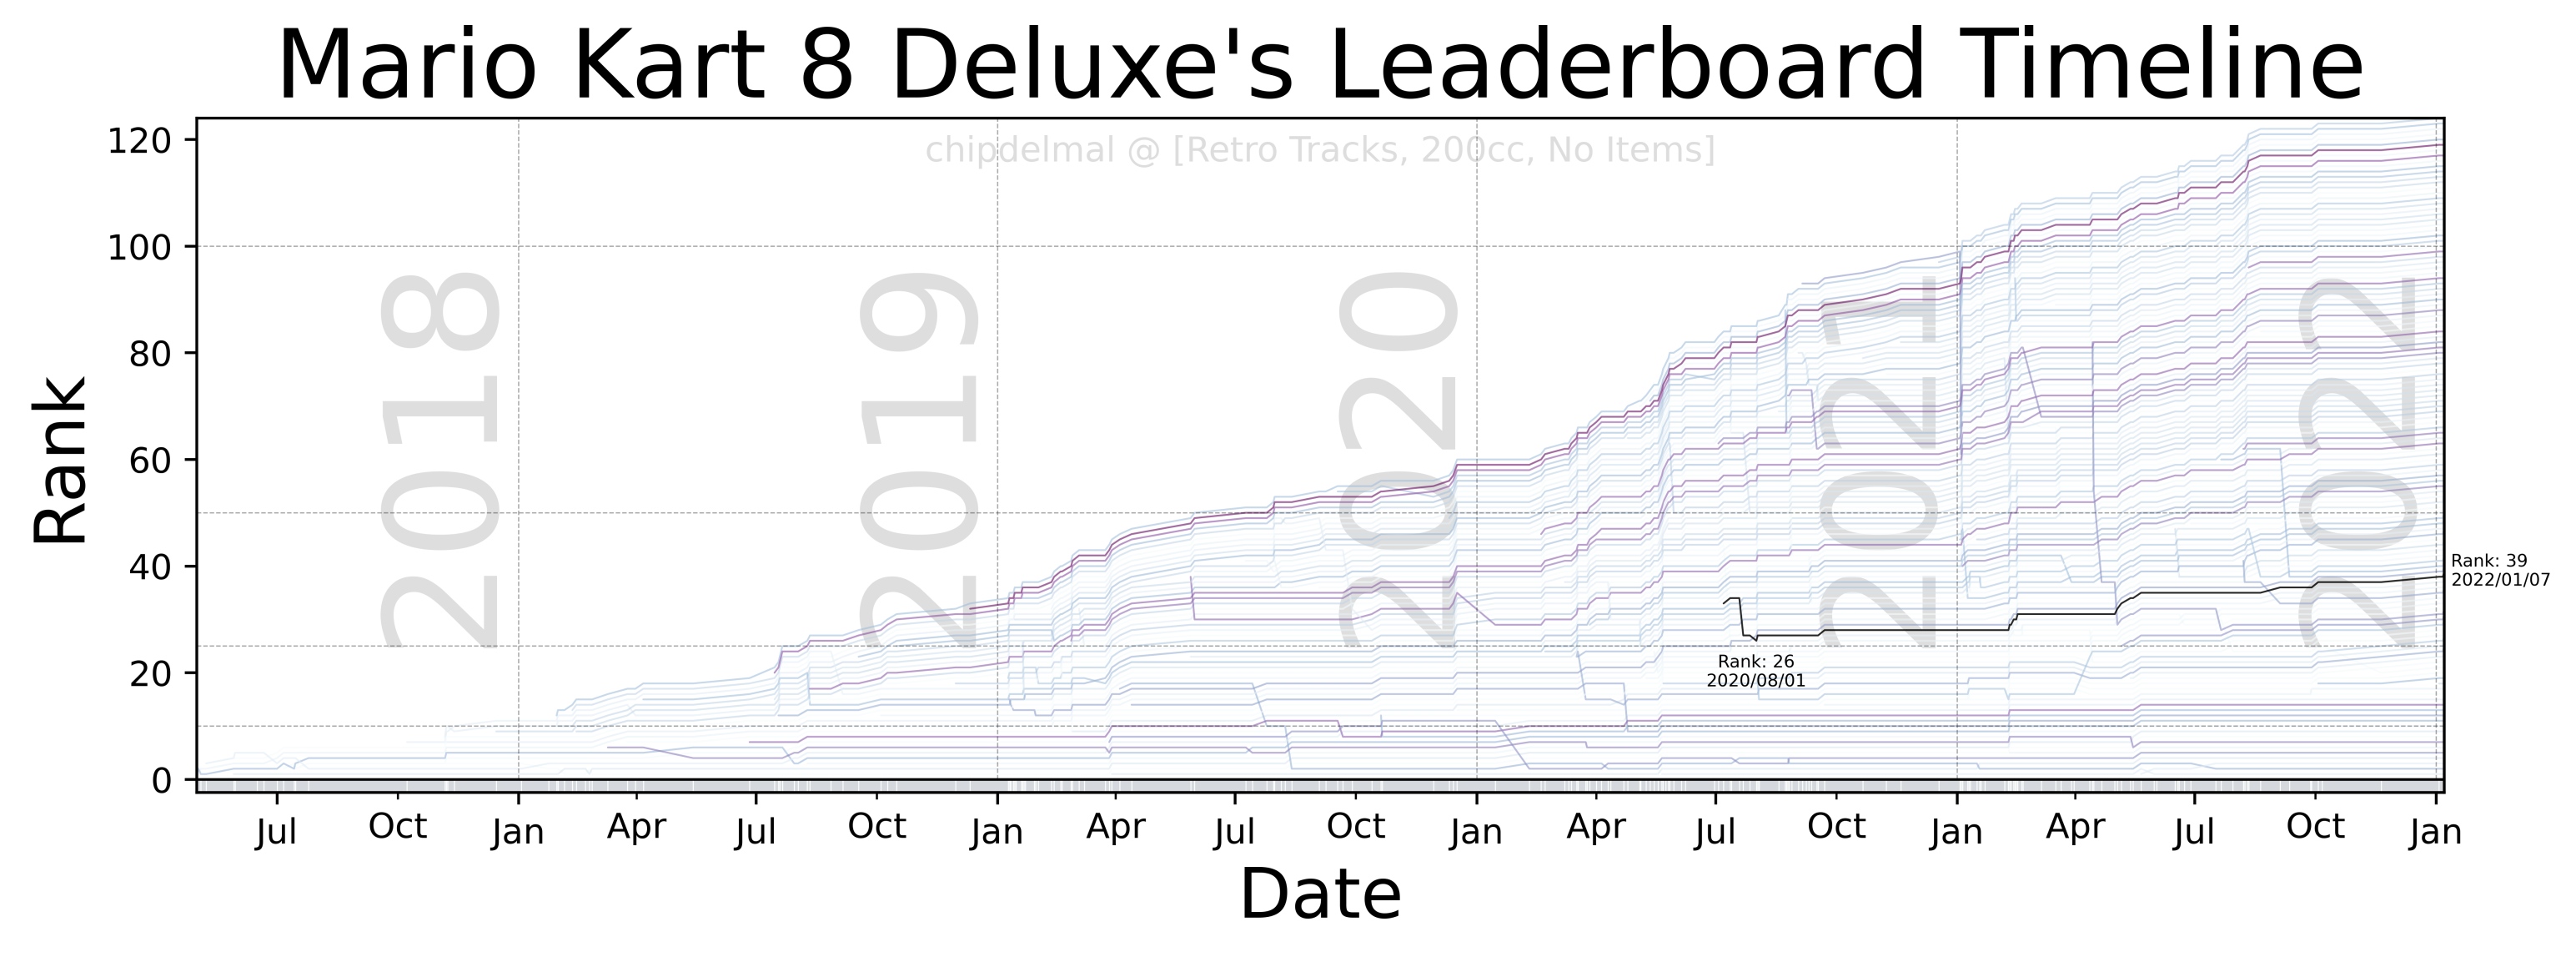 Mario Kart 8 Deluxe's Leaderboard Timeline
chipdelmal @ [Retro Tracks, 200cc, No Items]
Rank
120
100
80
60
40
20
0
2018
2019
2020
2021
2022
Rank: 39
2022/01/07
Rank: 26
2020/08/01
Jul Oct Jan Apr Jul Oct Jan Apr Jul Oct Jan Apr Jul Oct Jan Apr Jul Oct Jan
Date